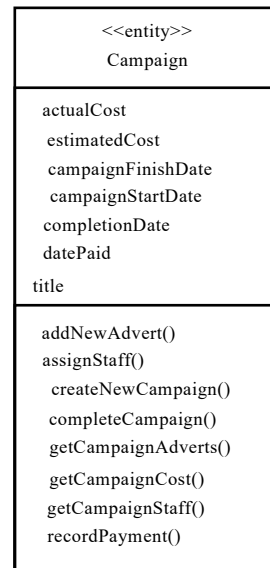 <<entity>>
Campaign
actualCost
estimatedCost
campaignFinishDate
campaignStartDate
completionDate
datePaid
title
addNewAdvert()
assignStaff()
createNewCampaign()
completeCampaign()
getCampaignAdverts()
getCampaignCost()
getCampaignStaff()
recordPayment()